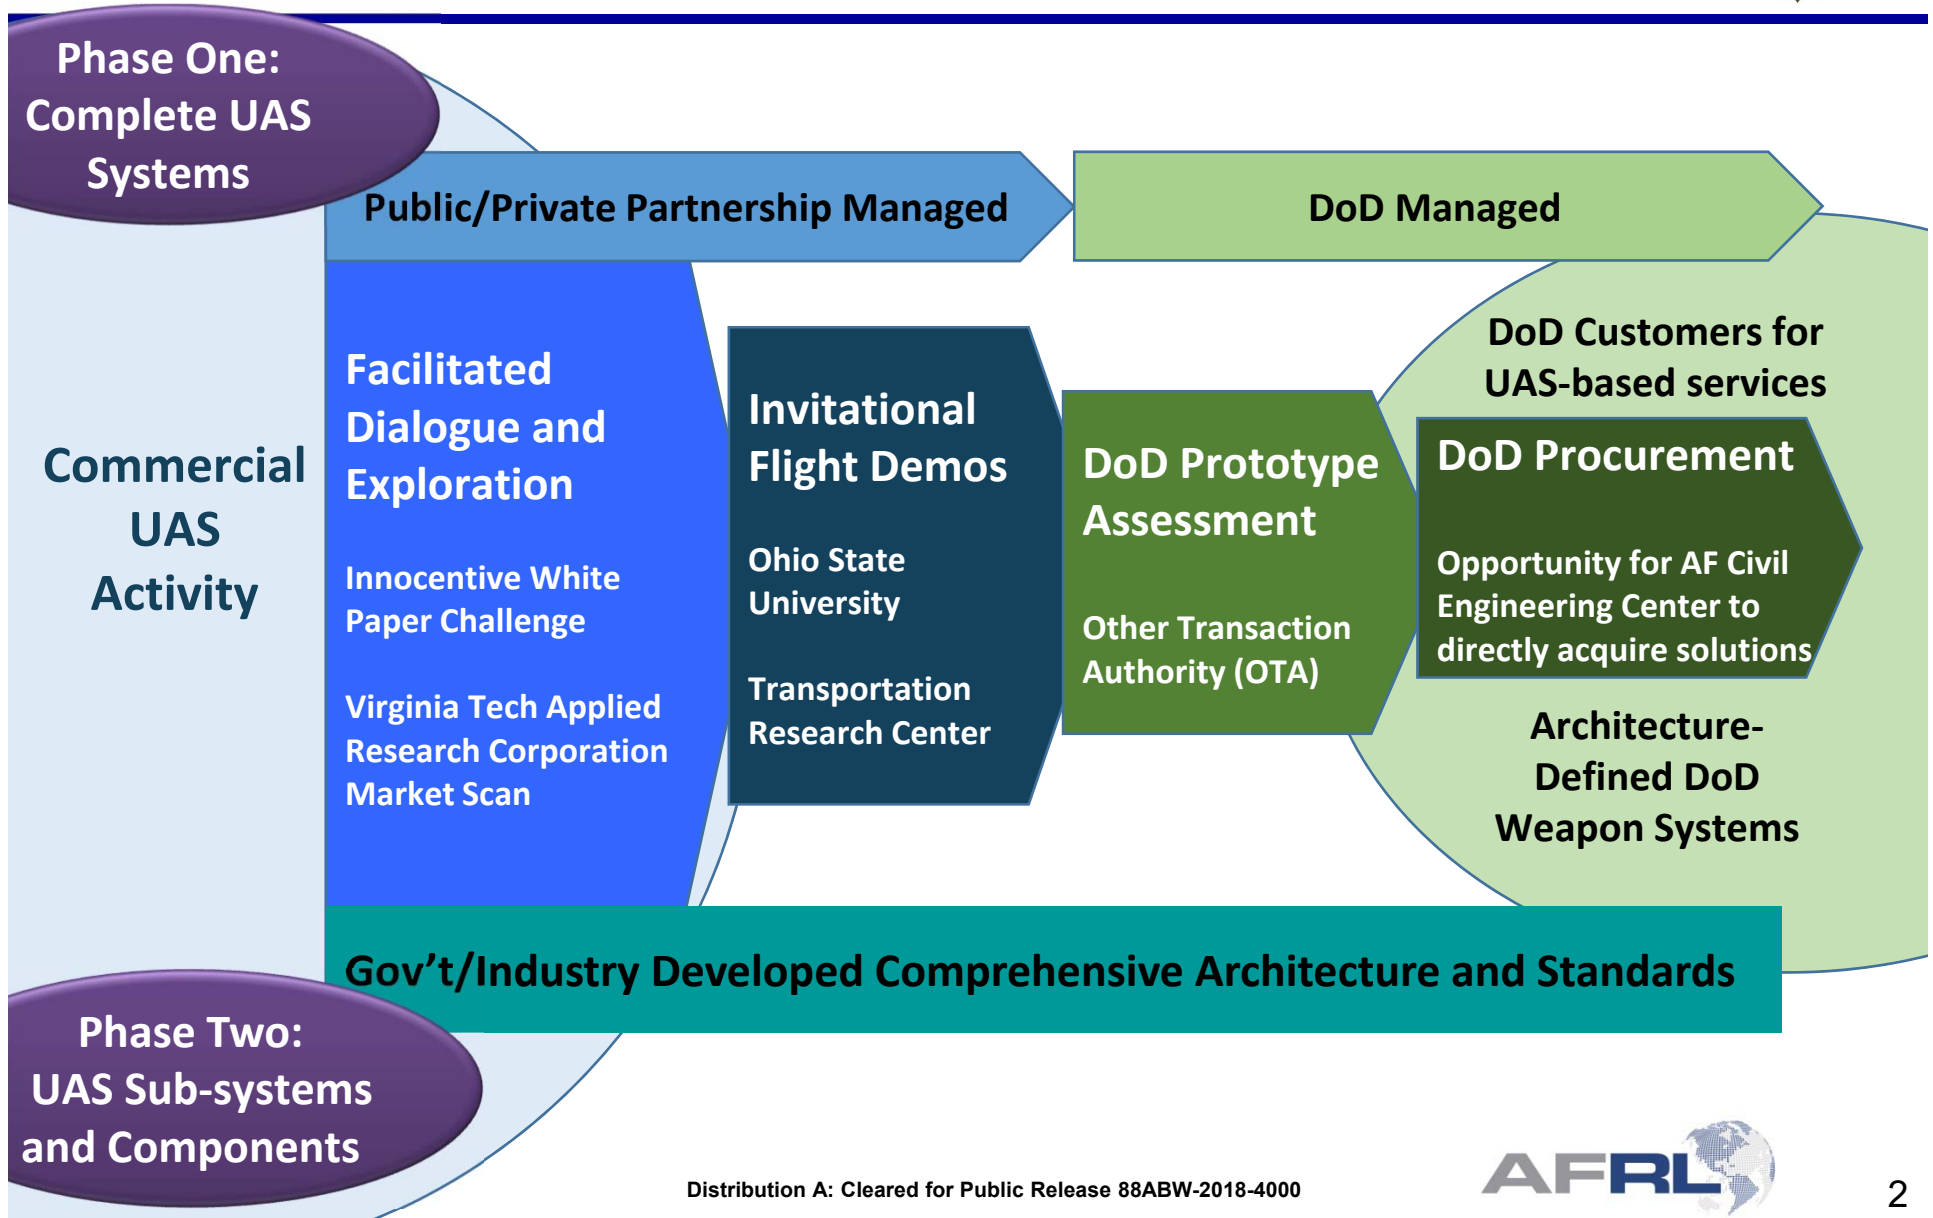 Phase One:
Complete UAS
Systems
Public/Private Partnership Managed
DoD Managed
Commercial
UAS
Activity
Facilitated
Dialogue and
Exploration
Innocentive White
Paper Challenge
Virginia Tech Applied
Research Corporation
Market Scan
Invitational
Flight Demos
Ohio State
University
Transportation
Research Center
DoD Prototype
Assessment
Other Transaction
Authority (OTA)
DoD Customers for
UAS-based services
DoD Procurement
Opportunity for AF Civil
Engineering Center to
directly acquire solutions
Architecture-
Defined DoD
Weapon Systems
Gov’t/Industry Developed Comprehensive Architecture and Standards
Phase Two:
UAS Sub-systems
and Components
Distribution A: Cleared for Public Release 88ABW-2018-4000
AFRL
2